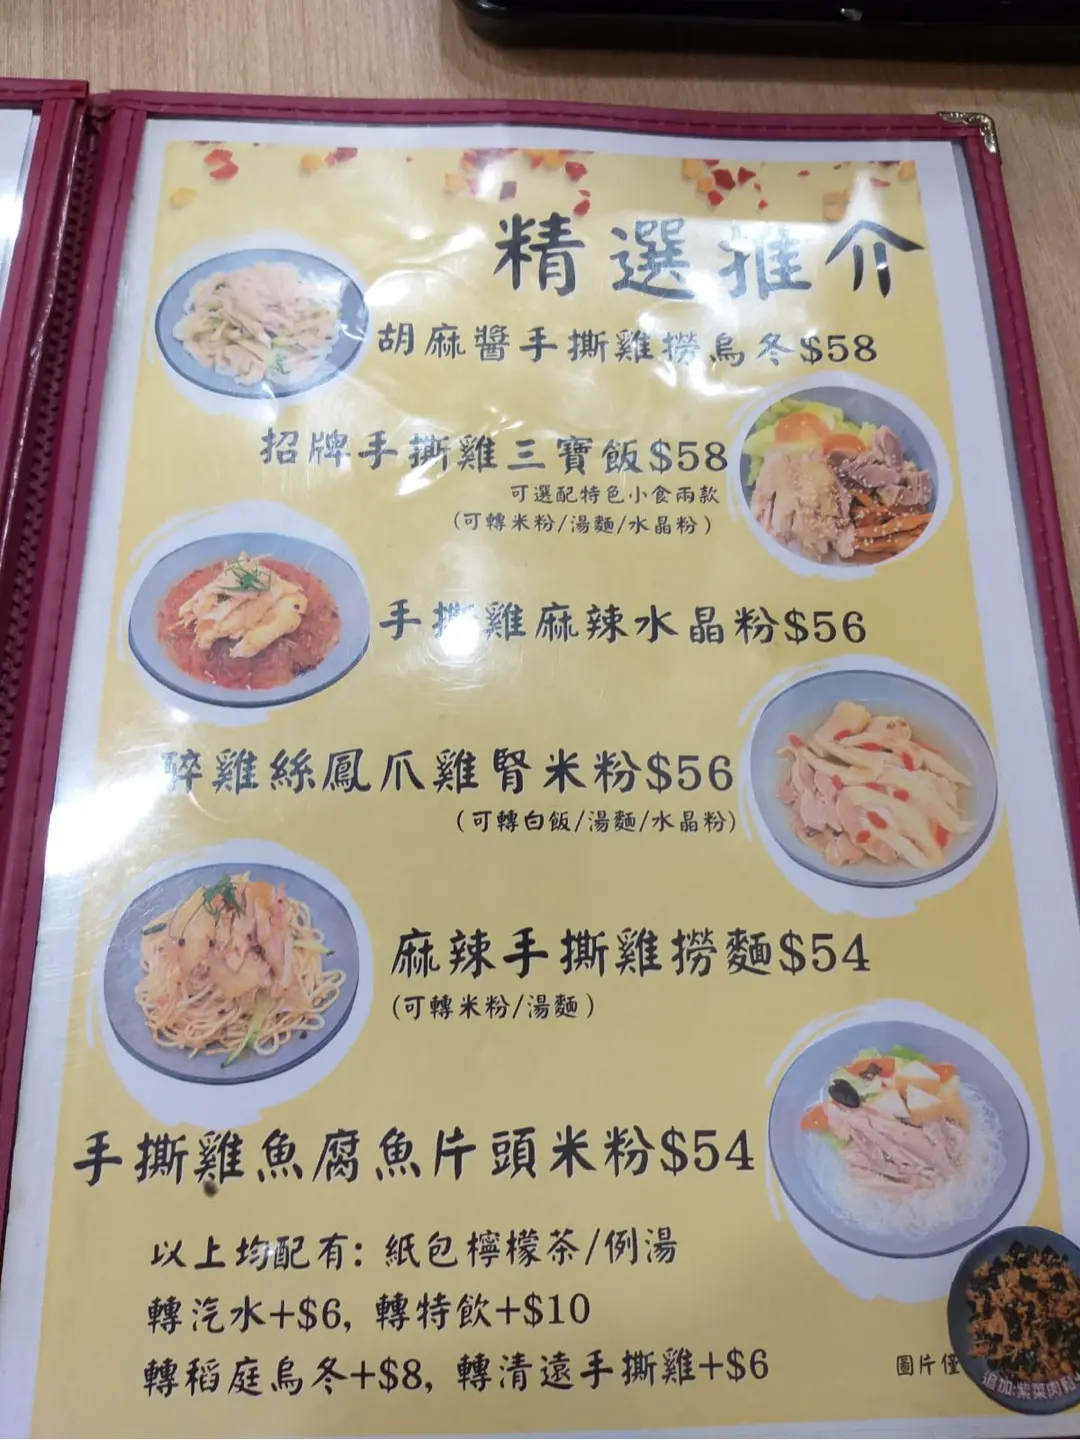 精選推介
胡麻醬手撕雞撈烏冬$58
招牌手撕雞三寶飯$58
可選配特色小食兩款
(可轉米粉/湯麵/水晶粉)
手撕雞麻辣水晶粉$56
醉雞絲鳳爪雞腎米粉$56
(可轉白飯/湯麵/水晶粉)
麻辣手撕雞撈麵$54
(可轉米粉/湯麵)
手撕雞魚腐魚片頭米粉$54
以上均配有: 紙包檸檬茶/例湯
轉汽水+$6, 轉特飲+$10
轉稻庭烏冬+$8, 轉清遠手撕雞+$6
圖片僅
追加:紫菜肉鬆